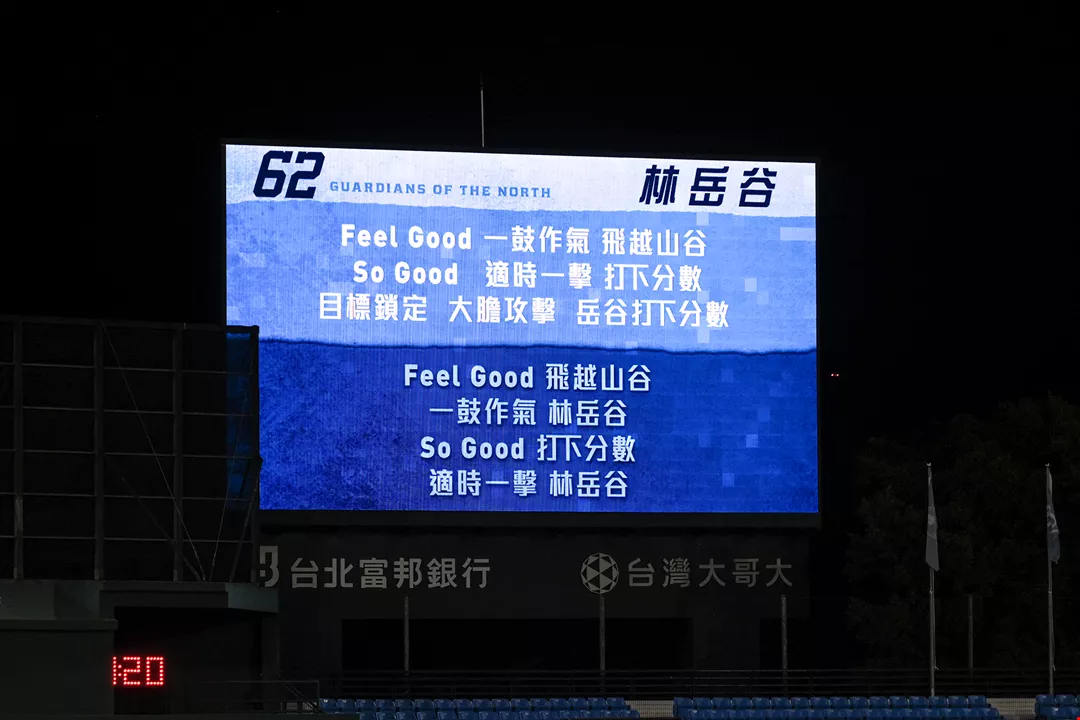 62 GUARDIANS OF THE NORTH 林岳谷
Feel Good 一鼓作氣 飛越山谷
So Good 適時一擊 打下分數
目標鎖定 大膽攻擊 岳谷打下分數
Feel Good 飛越山谷
一鼓作氣 林岳谷
So Good 打下分數
適時一擊 林岳谷
台北富邦銀行 台灣大哥大
1:20